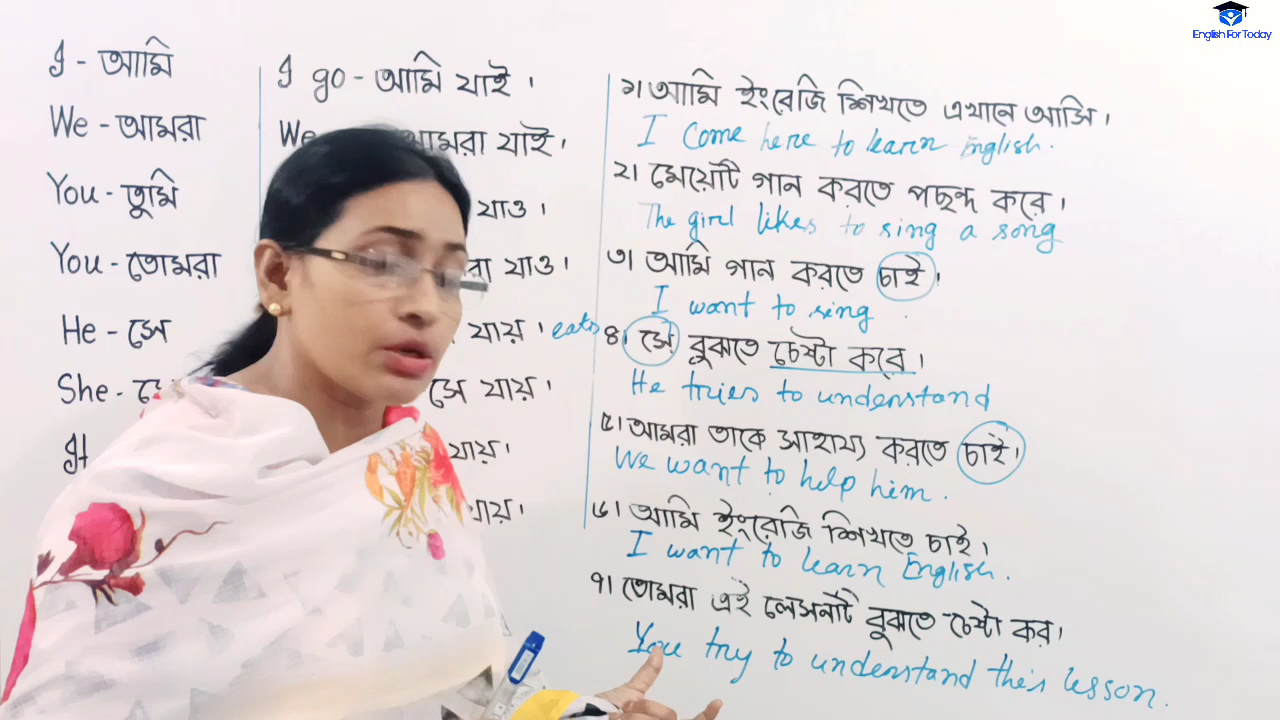 English For Today
I - আমি
We - আমরা
You - তুমি
You - তোমরা
He - সে
She -
It
I go - আমি যাই ।
We আমরা যাই ।
যাও ।
যাও ।
যায় । eats
সে যায় ।
যায় ।
যায় ।
১। আমি ইংরেজি শিখতে এখানে আসি ।
I come here to learn English.
২। মেয়েটি গান করতে পছন্দ করে ।
The girl likes to sing a song
৩। আমি গান করতে চাই ।
I want to sing .
৪। সে বুঝতে চেষ্টা করে ।
He tries to understand
৫। আমরা তাকে সাহায্য করতে চাই ।
We want to help him.
৬। আমি ইংরেজি শিখতে চাই ।
I want to learn English.
৭। তোমরা এই লেসনটি বুঝতে চেষ্টা কর ।
You try to understand this lesson.